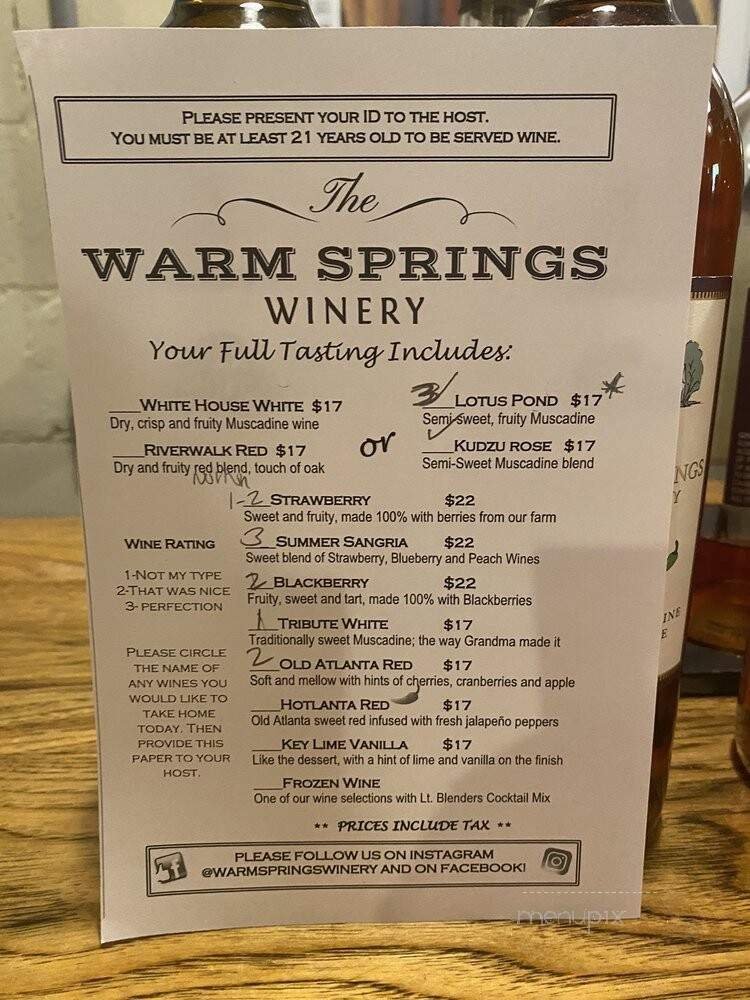 PLEASE PRESENT YOUR ID TO THE HOST.
YOU MUST BE AT LEAST 21 YEARS OLD TO BE SERVED WINE.
The
WARM SPRINGS
WINERY
Your Full Tasting Includes:
___WHITE HOUSE WHITE $17
Dry, crisp and fruity Muscadine wine
___RIVERWALK RED $17
Dry and fruity red blend, touch of oak
or
3 ___LOTUS POND $17*
Semi-sweet, fruity Muscadine
___KUDZU ROSE $17
Semi-Sweet Muscadine blend
1-2 STRAWBERRY $22
Sweet and fruity, made 100% with berries from our farm
3 SUMMER SANGRIA $22
Sweet blend of Strawberry, Blueberry and Peach Wines
2 BLACKBERRY $22
Fruity, sweet and tart, made 100% with Blackberries
1 TRIBUTE WHITE $17
Traditionally sweet Muscadine; the way Grandma made it
2 OLD ATLANTA RED $17
Soft and mellow with hints of cherries, cranberries and apple
___HOTLANTA RED $17
Old Atlanta sweet red infused with fresh jalapeño peppers
___KEY LIME VANILLA $17
Like the dessert, with a hint of lime and vanilla on the finish
___FROZEN WINE
One of our wine selections with Lt. Blenders Cocktail Mix
WINE RATING
1-NOT MY TYPE
2-THAT WAS NICE
3- PERFECTION
PLEASE CIRCLE
THE NAME OF
ANY WINES YOU
WOULD LIKE TO
TAKE HOME
TODAY. THEN
PROVIDE THIS
PAPER TO YOUR
HOST.
** PRICES INCLUDE TAX **
PLEASE FOLLOW US ON INSTAGRAM
@WARMSPRINGSWINERY AND ON FACEBOOK!
NGS
Y
INE
E
menupix